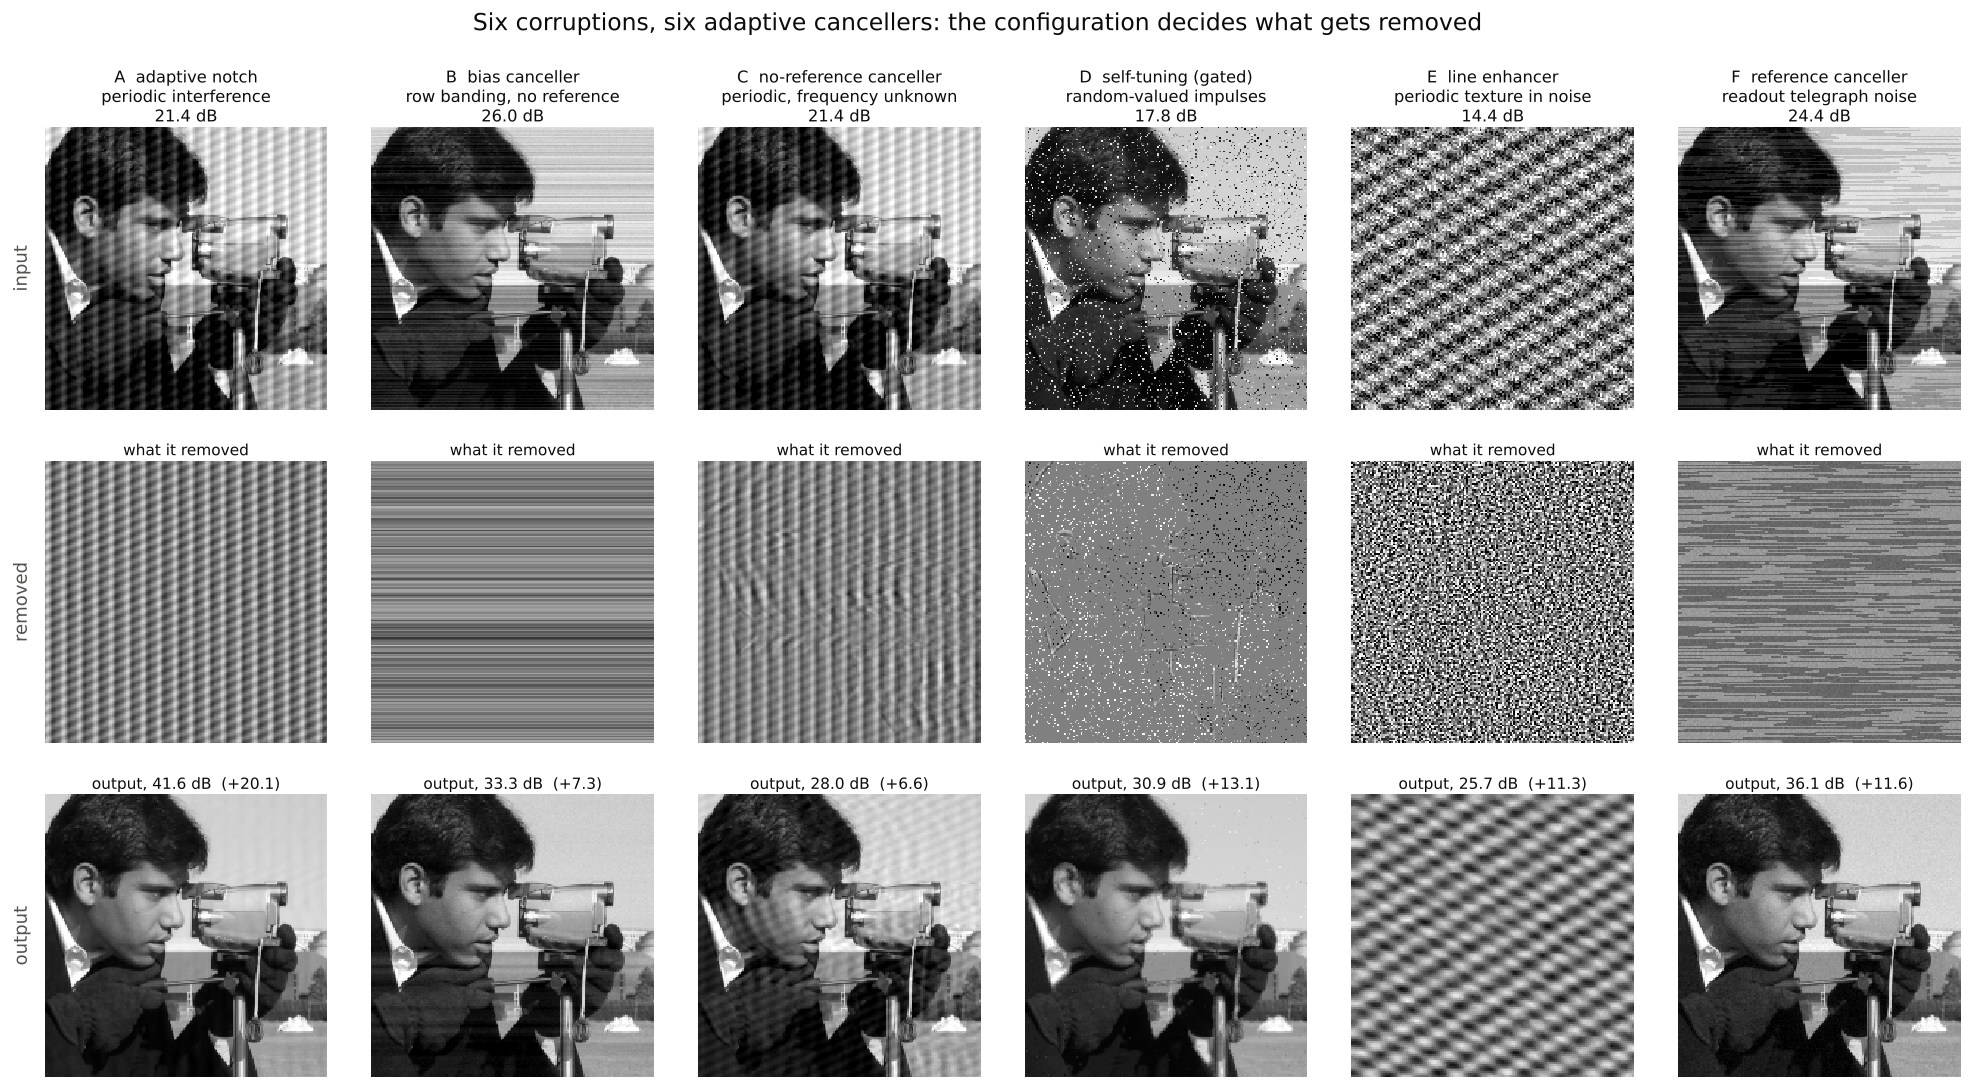 Six corruptions, six adaptive cancellers: the configuration decides what gets removed
A adaptive notch
periodic interference
21.4 dB
B bias canceller
row banding, no reference
26.0 dB
C no-reference canceller
periodic, frequency unknown
21.4 dB
D self-tuning (gated)
random-valued impulses
17.8 dB
E line enhancer
periodic texture in noise
14.4 dB
F reference canceller
readout telegraph noise
24.4 dB
input
what it removed
what it removed
what it removed
what it removed
what it removed
what it removed
removed
output, 41.6 dB (+20.1)
output, 33.3 dB (+7.3)
output, 28.0 dB (+6.6)
output, 30.9 dB (+13.1)
output, 25.7 dB (+11.3)
output, 36.1 dB (+11.6)
output